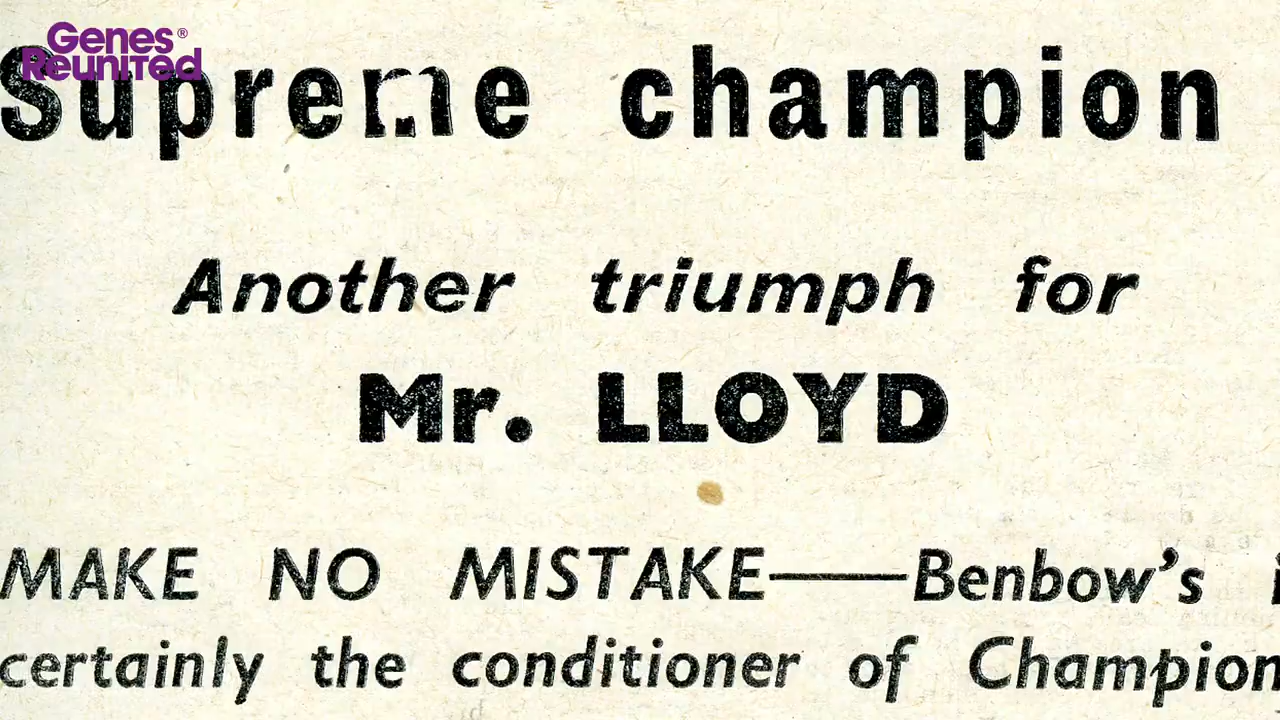 Genes®
Reunited
Supreme champion
Another triumph for
Mr. LLOYD
MAKE NO MISTAKE—Benbow's
certainly the conditioner of Champion